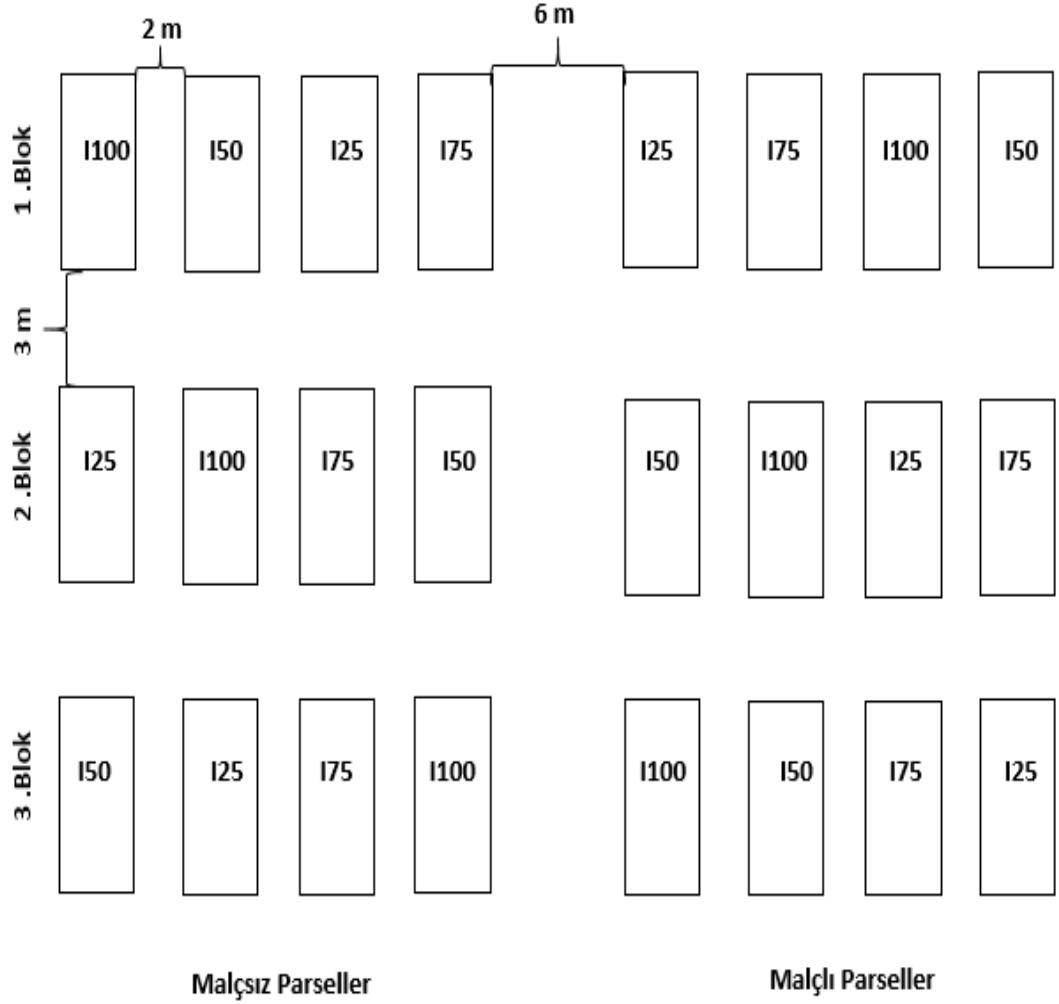 2 m
6 m
1 .Blok
I100 I50 I25 I75 I25 I75 I100 I50
3 m
2 .Blok
I25 I100 I75 I50 I50 I100 I25 I75
3 .Blok
I50 I25 I75 I100 I100 I50 I75 I25
Malçsız Parseller
Malçlı Parseller